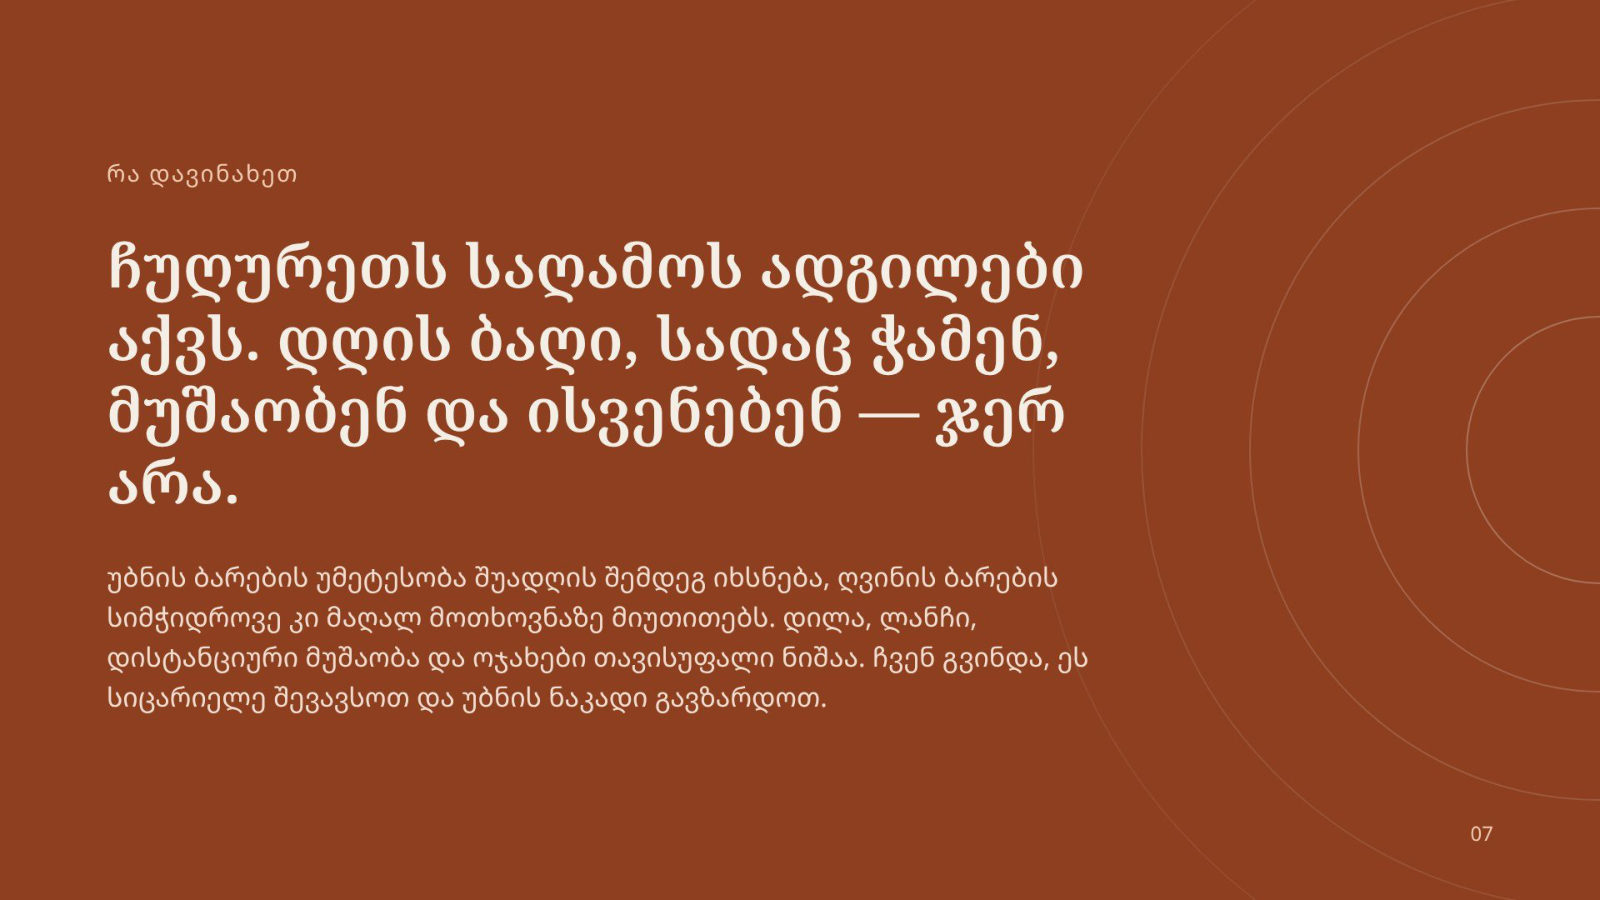 რა დავინახეთ
ჩუღურეთს საღამოს ადგილები
აქვს. დღის ბაღი, სადაც ჭამენ,
მუშაობენ და ისვენებენ — ჯერ
არა.
უბნის ბარების უმეტესობა შუადღის შემდეგ იხსნება, ღვინის ბარების
სიმჭიდროვე კი მაღალ მოთხოვნაზე მიუთითებს. დილა, ლანჩი,
დისტანციური მუშაობა და ოჯახები თავისუფალი ნიშაა. ჩვენ გვინდა, ეს
სიცარიელე შევავსოთ და უბნის ნაკადი გავზარდოთ.
07